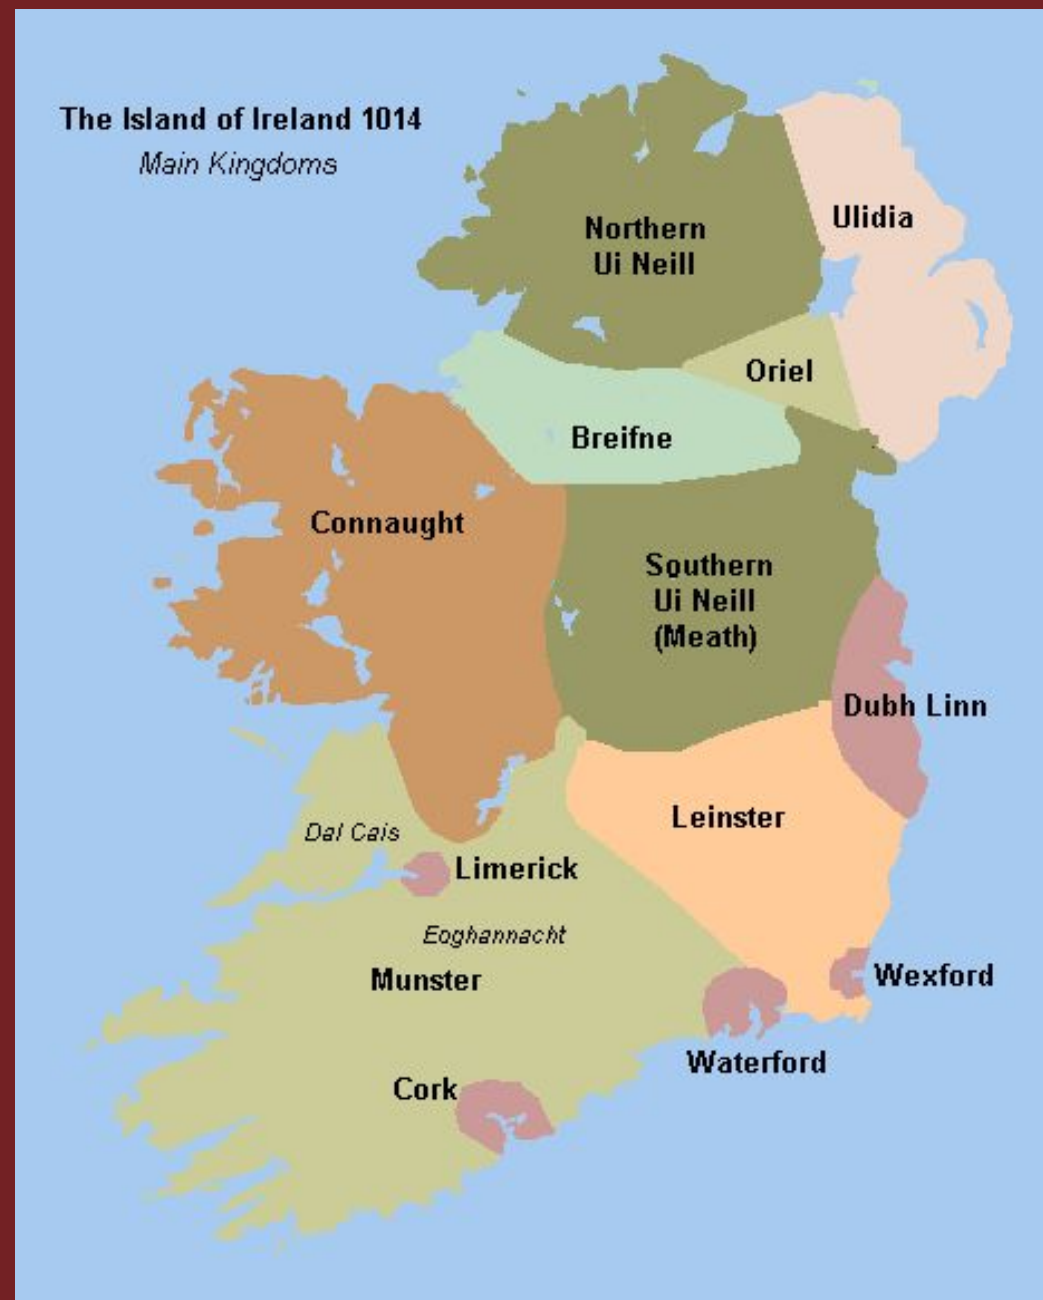 The Island of Ireland 1014
Main Kingdoms
Ulidia
Northern
Ui Neill
Oriel
Breifne
Connaught
Southern
Ui Neill
(Meath)
Dubh Linn
Leinster
Dal Cais
Limerick
Eoghannacht
Munster
Wexford
Waterford
Cork